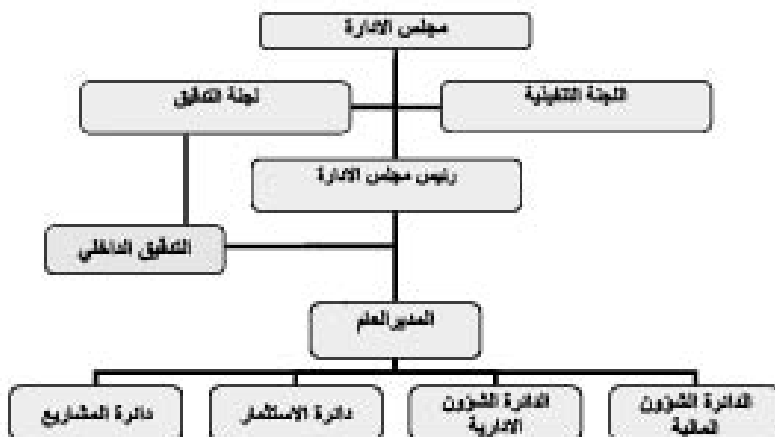 مجلس الادارة
اللجنة التنفيذية
لجنة التدقيق
رئيس مجلس الادارة
التدقيق الداخلي
المدير العام
الدائرة الشؤون
المالية
الدائرة الشؤون
الادارية
دائرة الاستثمار
دائرة المشاريع